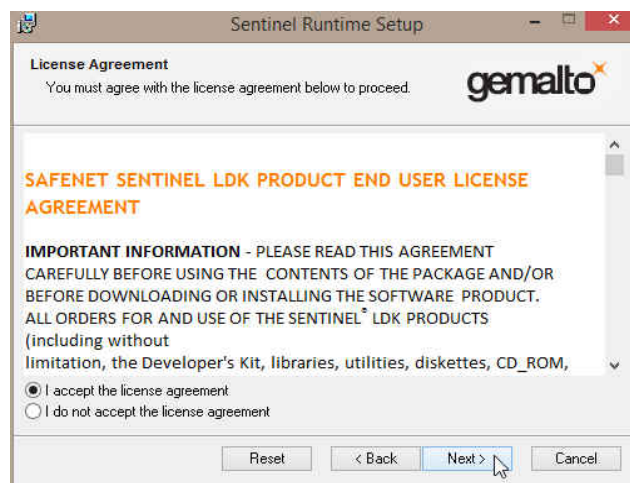 Sentinel Runtime Setup
License Agreement
You must agree with the license agreement below to proceed.
gemalto
SAFENET SENTINEL LDK PRODUCT END USER LICENSE
AGREEMENT
IMPORTANT INFORMATION - PLEASE READ THIS AGREEMENT
CAREFULLY BEFORE USING THE CONTENTS OF THE PACKAGE AND/OR
BEFORE DOWNLOADING OR INSTALLING THE SOFTWARE PRODUCT.
ALL ORDERS FOR AND USE OF THE SENTINEL® LDK PRODUCTS
(including without
limitation, the Developer's Kit, libraries, utilities, diskettes, CD_ROM,
I accept the license agreement
I do not accept the license agreement
Reset
< Back
Next >
Cancel